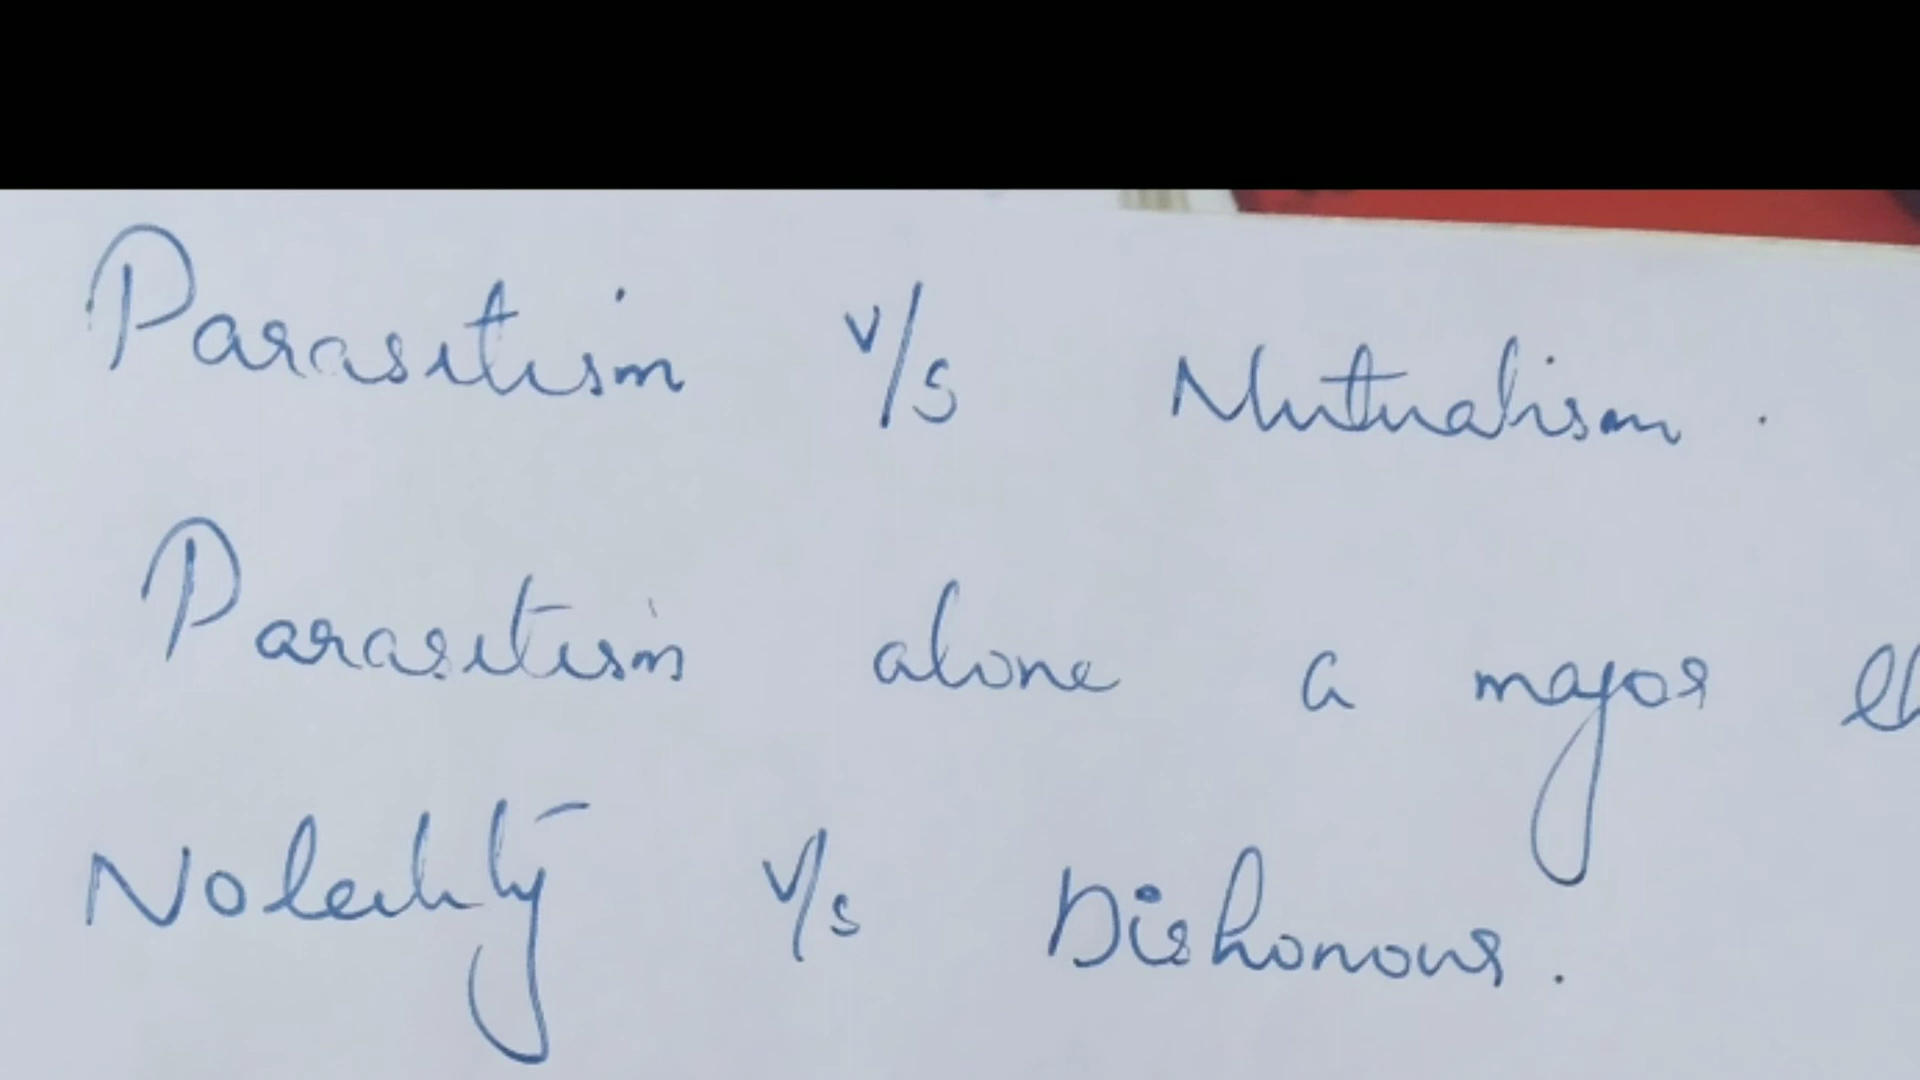 Parasitism v/s Mutualism.
Parasitism alone a major
Nobility v/s Dishonour.